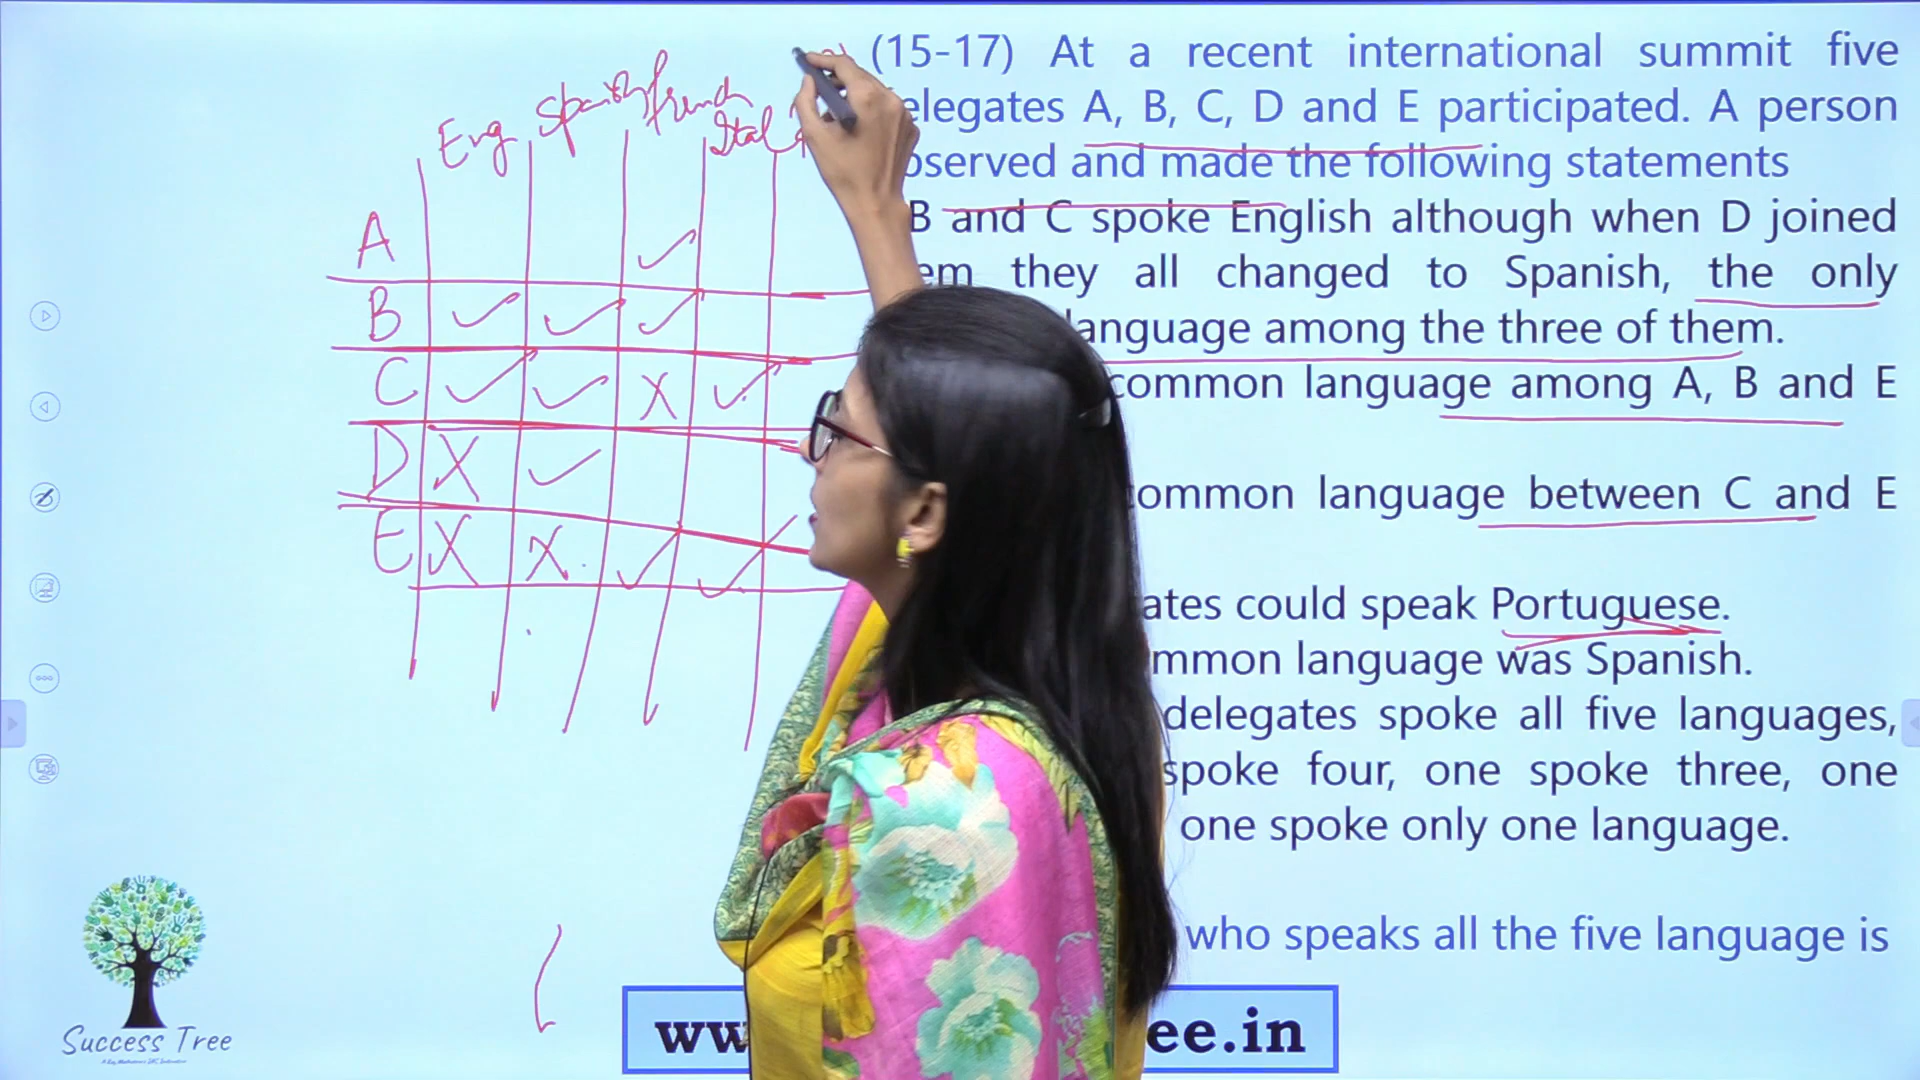 (15-17) At a recent international summit five
elegates A, B, C, D and E participated. A person
bserved and made the following statements
B and C spoke English although when D joined
em they all changed to Spanish, the only
language among the three of them.
common language among A, B and E
ommon language between C and E
ates could speak Portuguese.
mmon language was Spanish.
delegates spoke all five languages,
spoke four, one spoke three, one
one spoke only one language.
who speaks all the five language is
Eng Spanish french Ital
A
B
C
D
E
Success Tree
ww ee.in